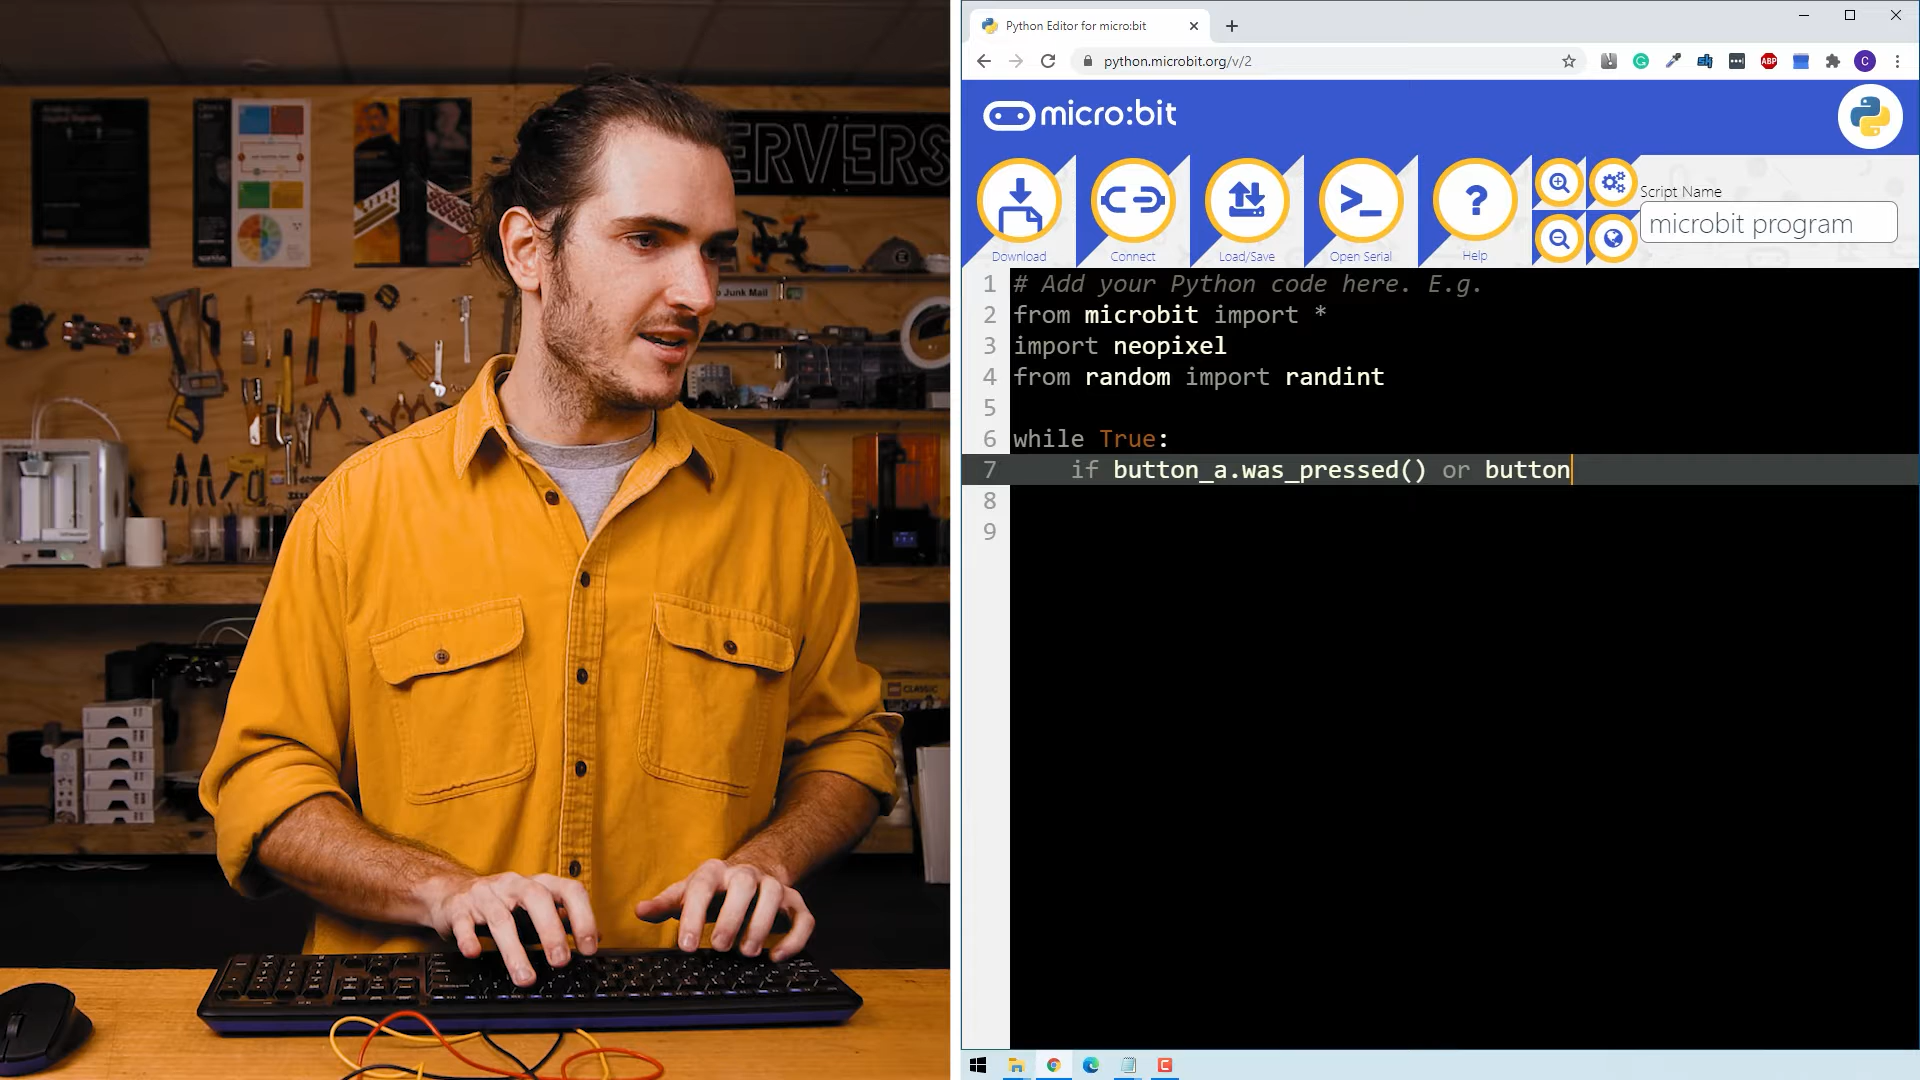 ERVERS
o Junk Mail
CLASSIC
Python Editor for micro:bit
python.microbit.org/v/2
ABP
C
micro:bit
Download
Connect
Load/Save
Open Serial
Help
Script Name
microbit program
1 # Add your Python code here. E.g.
2 from microbit import *
3 import neopixel
4 from random import randint
5
6 while True:
7 if button_a.was_pressed() or button
8
9